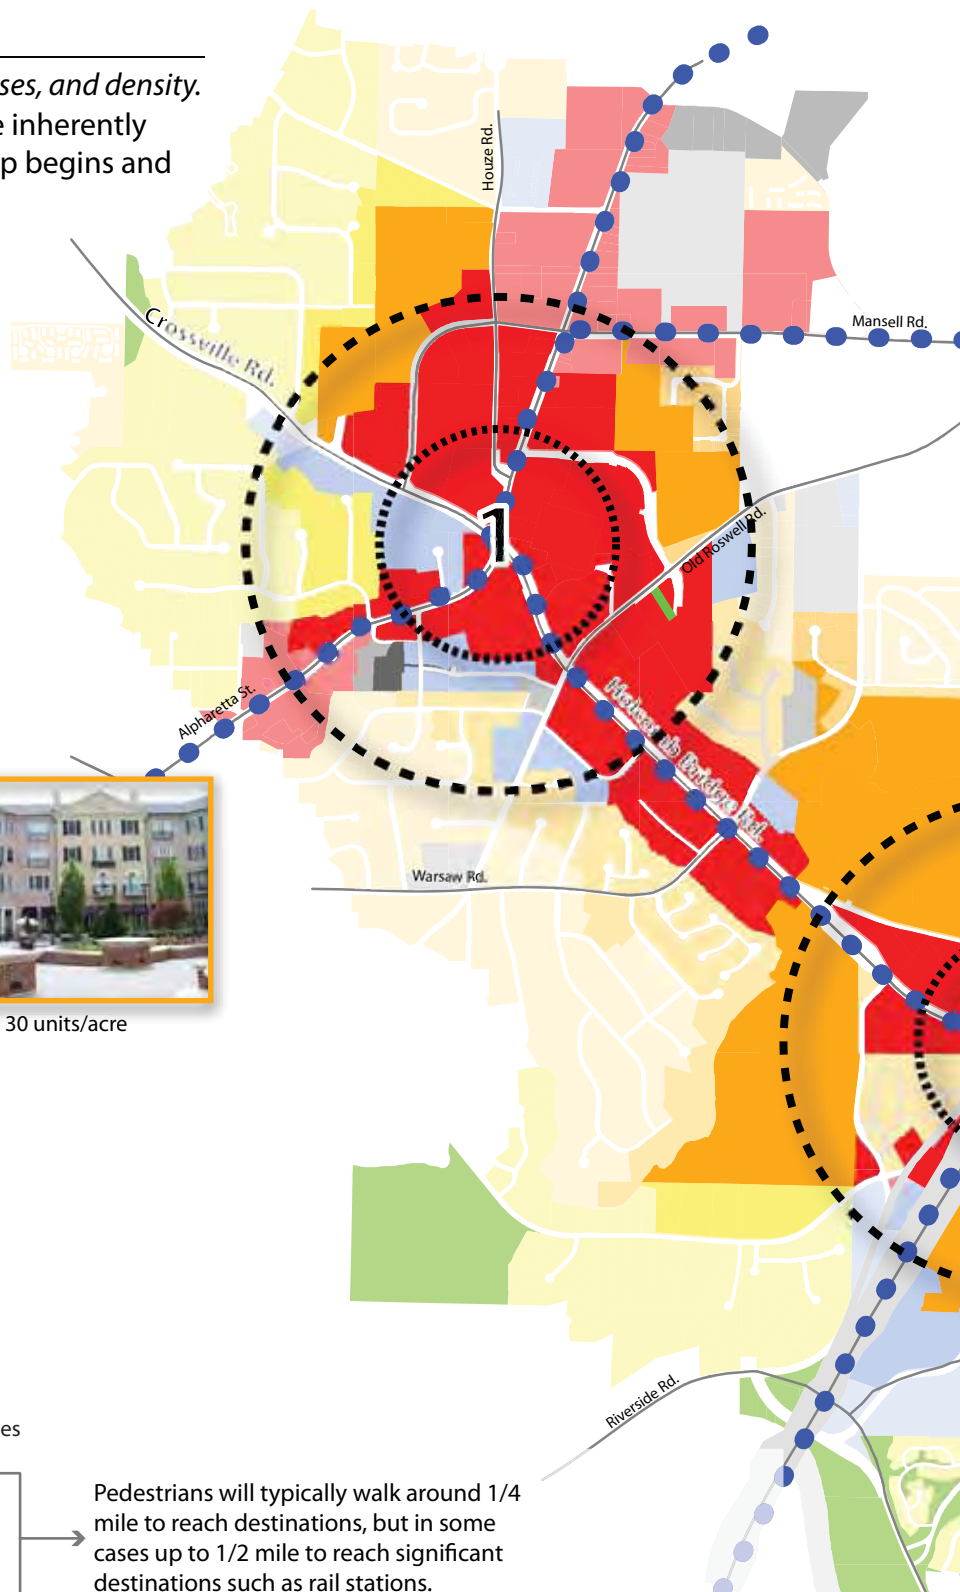 ses, and density.
e inherently
p begins and
Houze Rd.
Crossville Rd.
Mansell Rd.
1
Old Roswell Rd.
Holcomb Bridge Rd.
Alpharetta St.
Warsaw Rd.
30 units/acre
Riverside Rd.
es
Pedestrians will typically walk around 1/4
mile to reach destinations, but in some
cases up to 1/2 mile to reach significant
destinations such as rail stations.